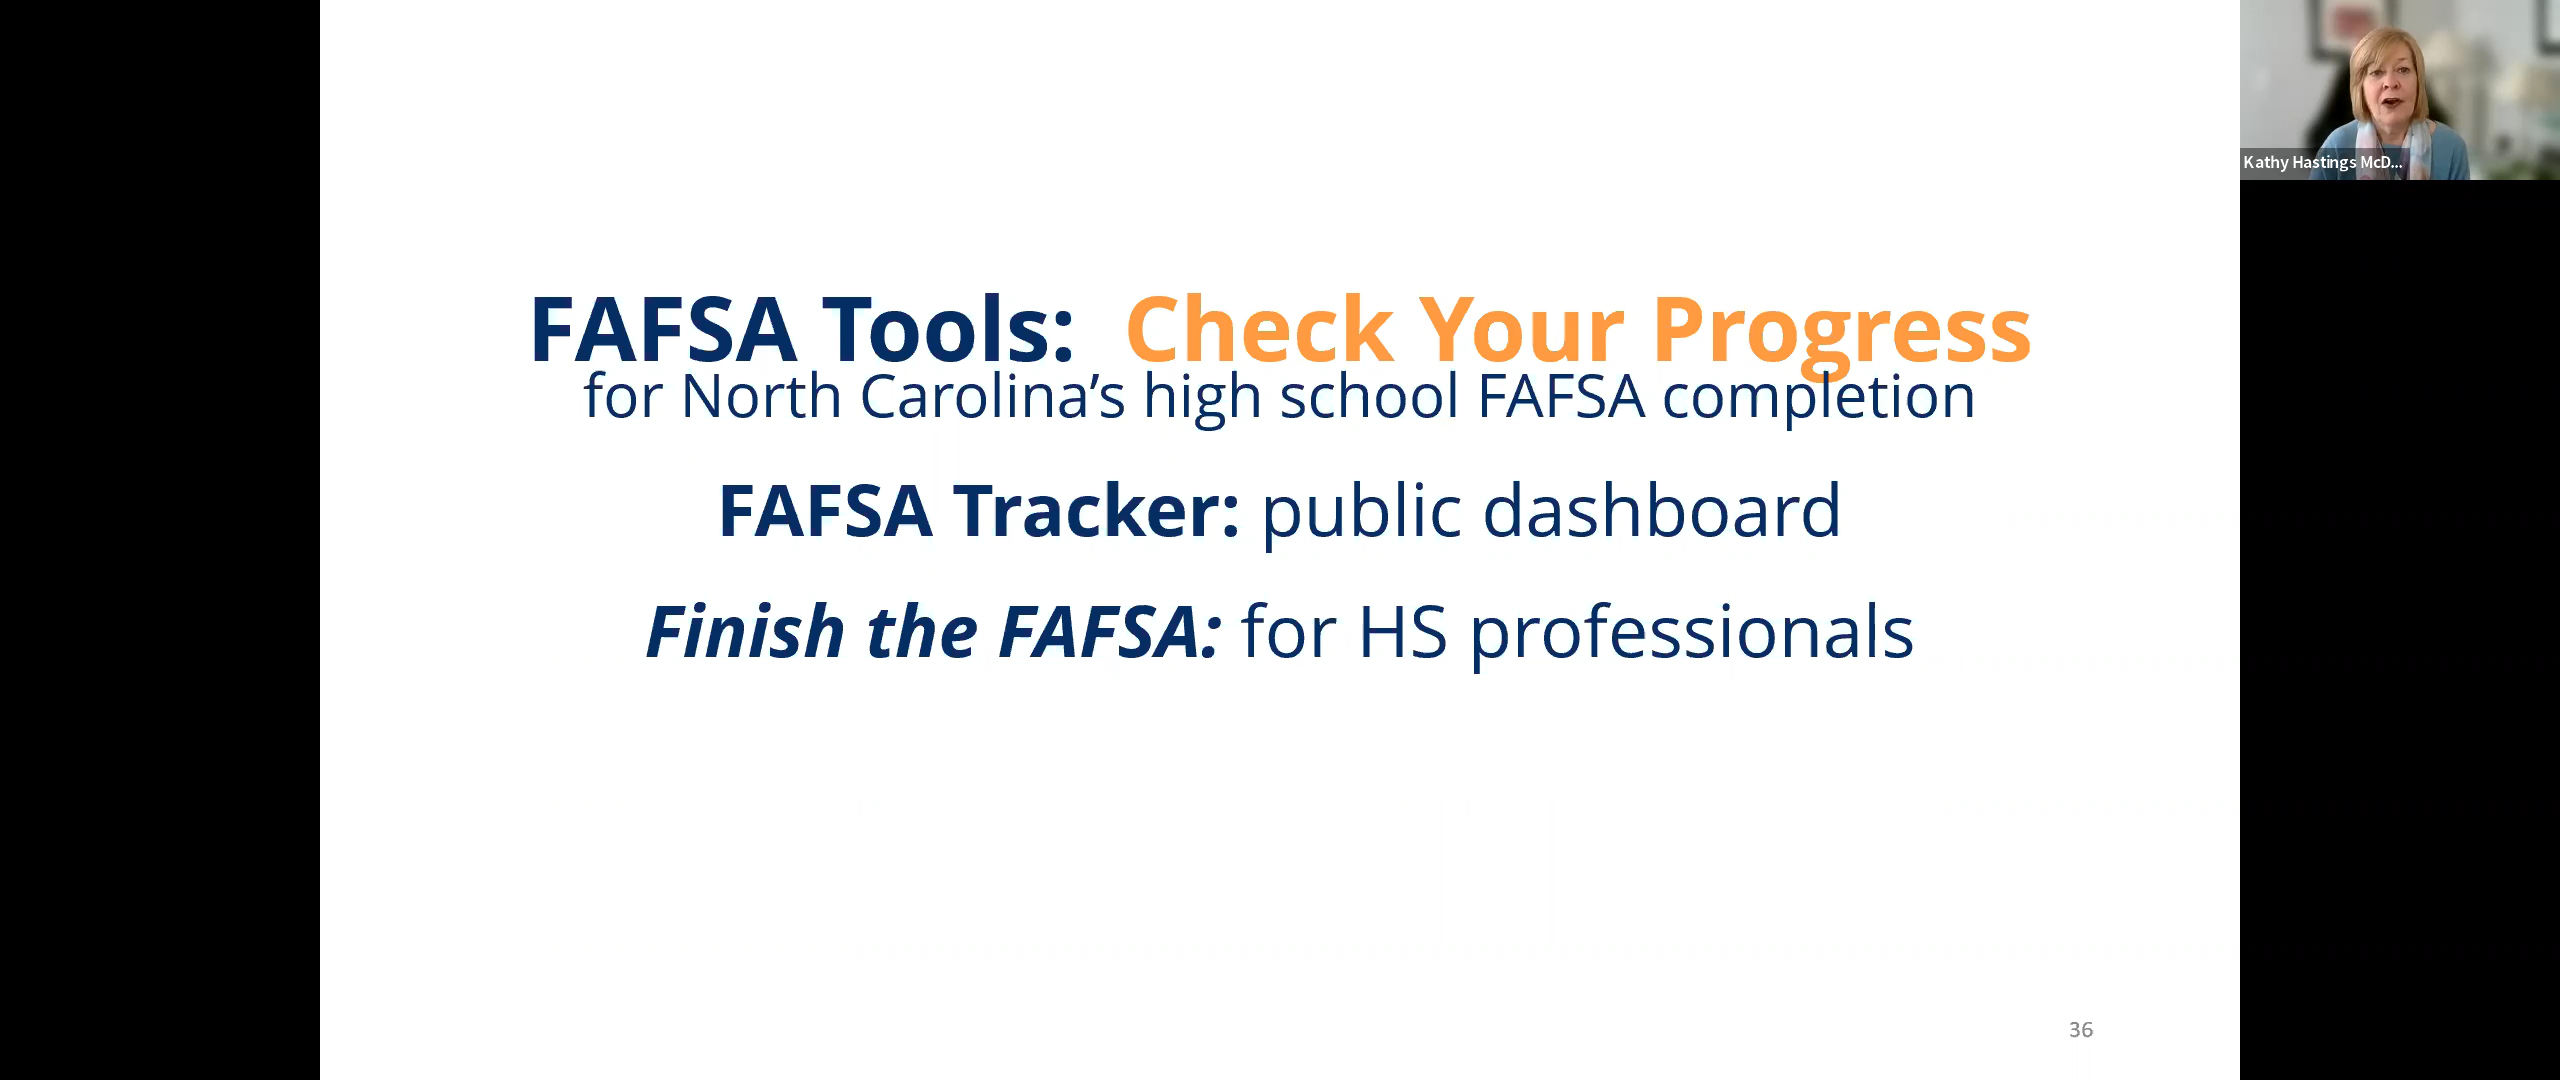 Kathy Hastings McD...
FAFSA Tools:  Check Your Progress
for North Carolina’s high school FAFSA completion
FAFSA Tracker: public dashboard
Finish the FAFSA: for HS professionals
36